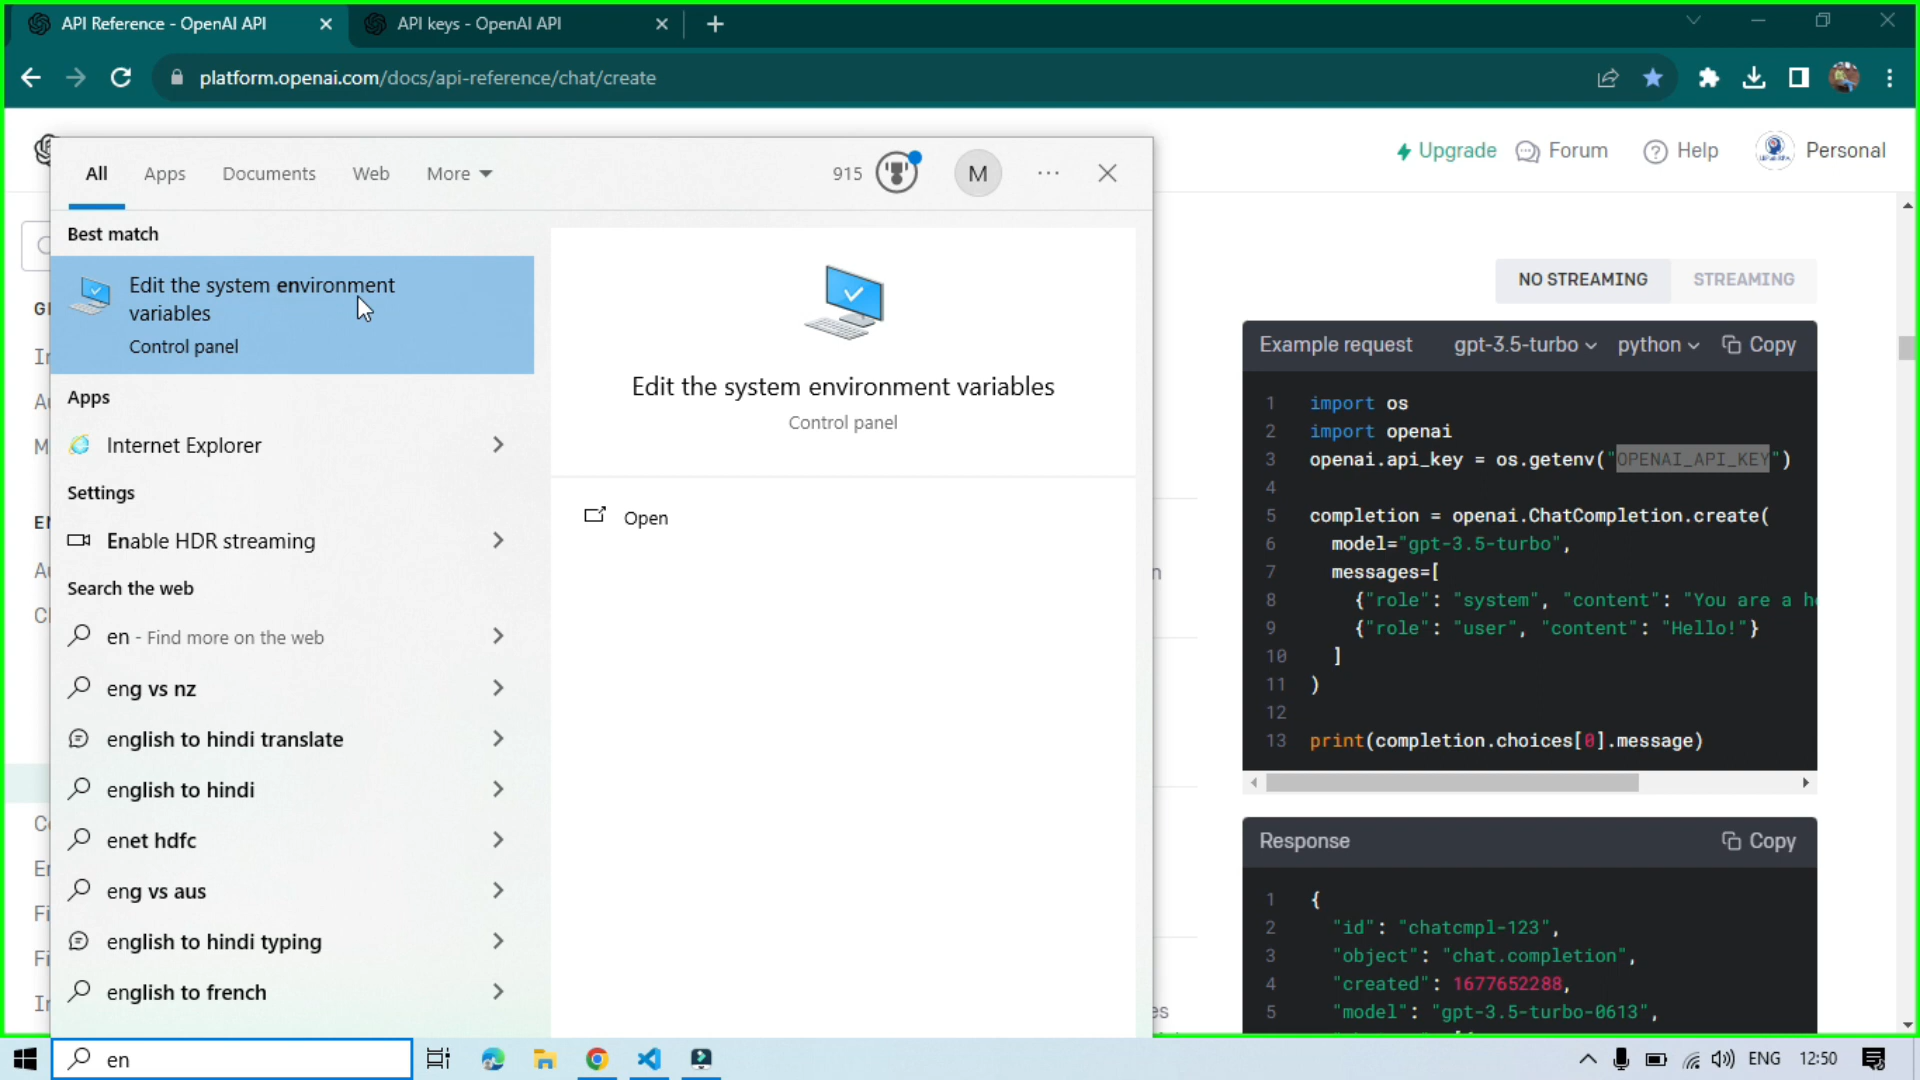 API Reference - OpenAI API
API keys - OpenAI API
platform.openai.com/docs/api-reference/chat/create
Upgrade
Forum
Help
Personal
All
Apps
Documents
Web
More
915
M
Best match
Edit the system environment
variables
Control panel
Apps
Internet Explorer
Settings
Enable HDR streaming
Search the web
en - Find more on the web
eng vs nz
english to hindi translate
english to hindi
enet hdfc
eng vs aus
english to hindi typing
english to french
Edit the system environment variables
Control panel
Open
NO STREAMING
STREAMING
Example request
gpt-3.5-turbo
python
Copy
1 import os
2 import openai
3 openai.api_key = os.getenv("OPENAI_API_KEY")
4
5 completion = openai.ChatCompletion.create(
6 model="gpt-3.5-turbo",
7 messages=[
8 {"role": "system", "content": "You are a h
9 {"role": "user", "content": "Hello!"}
10 ]
11 )
12
13 print(completion.choices[0].message)
Response
Copy
1 {
2 "id": "chatcmpl-123",
3 "object": "chat.completion",
4 "created": 1677652288,
5 "model": "gpt-3.5-turbo-0613",
en
ENG
12:50